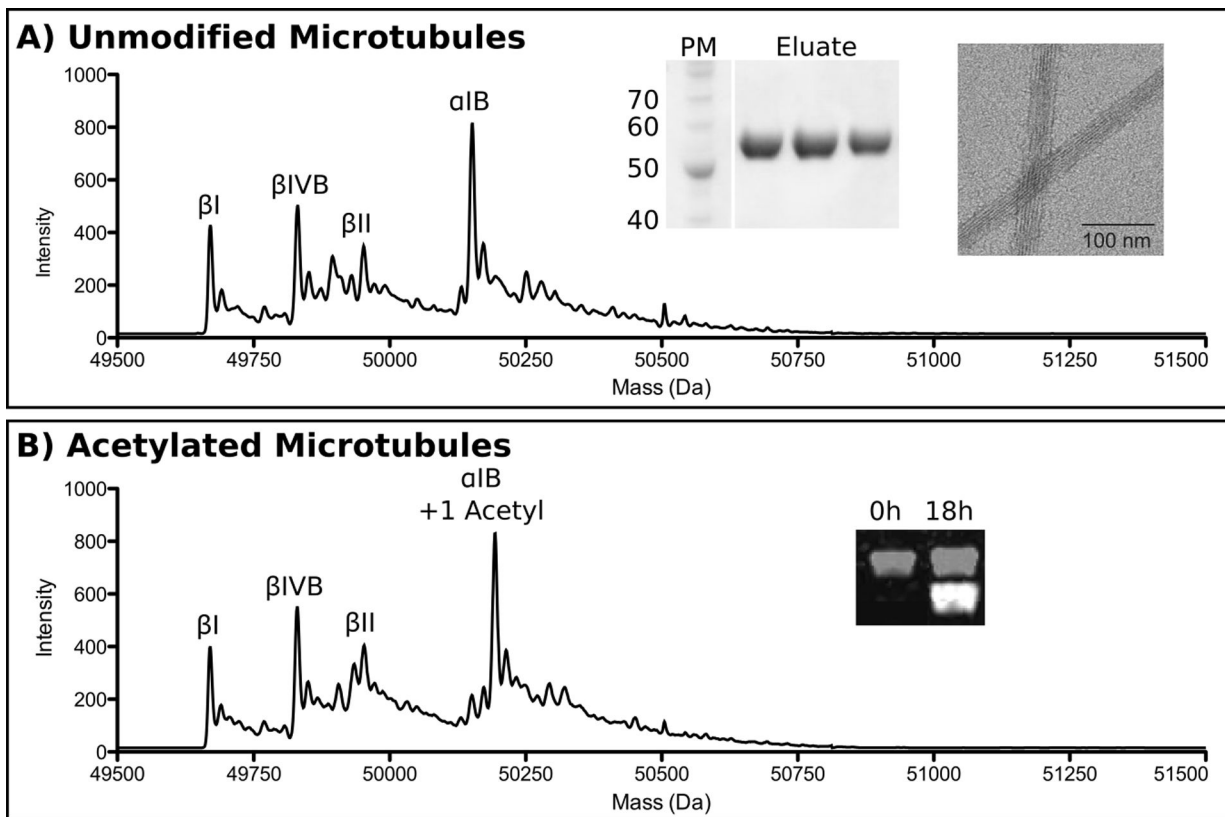 A) Unmodified Microtubules
PM Eluate
70
60
50
40
100 nm
1000
800
600
400
200
0
Intensity
βI
βIVB
βII
αIB
49500 49750 50000 50250 50500 50750 51000 51250 51500
Mass (Da)
B) Acetylated Microtubules
αIB
+1 Acetyl
0h 18h
1000
800
600
400
200
0
Intensity
βI
βIVB
βII
49500 49750 50000 50250 50500 50750 51000 51250 51500
Mass (Da)